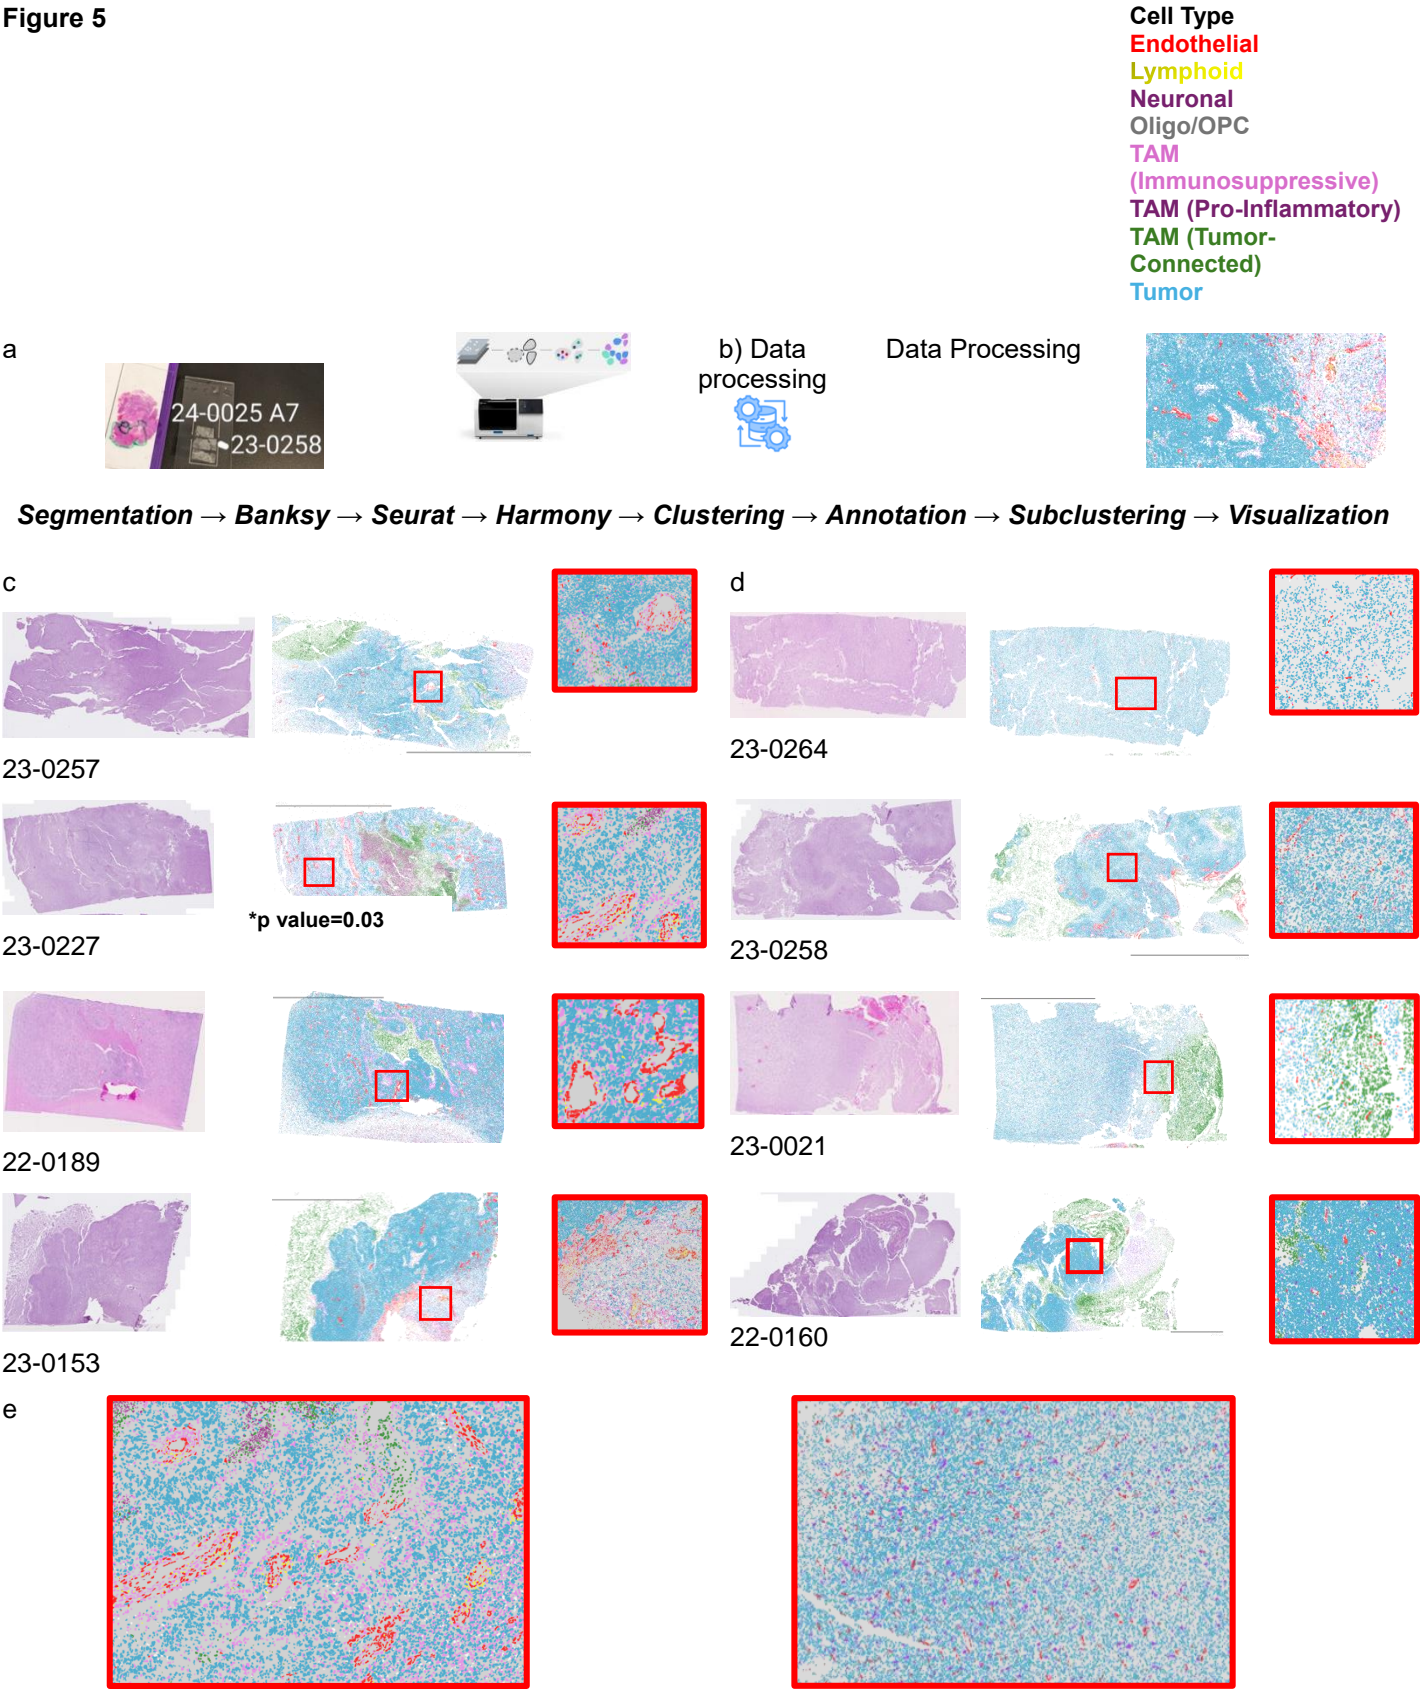 Figure 5
Cell Type
Endothelial
Lymphoid
Neuronal
Oligo/OPC
TAM
(Immunosuppressive)
TAM (Pro-Inflammatory)
TAM (Tumor-
Connected)
Tumor
a
24-0025 A7
23-0258
b) Data
processing
Data Processing
Segmentation → Banksy → Seurat → Harmony → Clustering → Annotation → Subclustering → Visualization
c
d
23-0257
23-0264
*p value=0.03
23-0227
23-0258
22-0189
23-0021
23-0153
22-0160
e